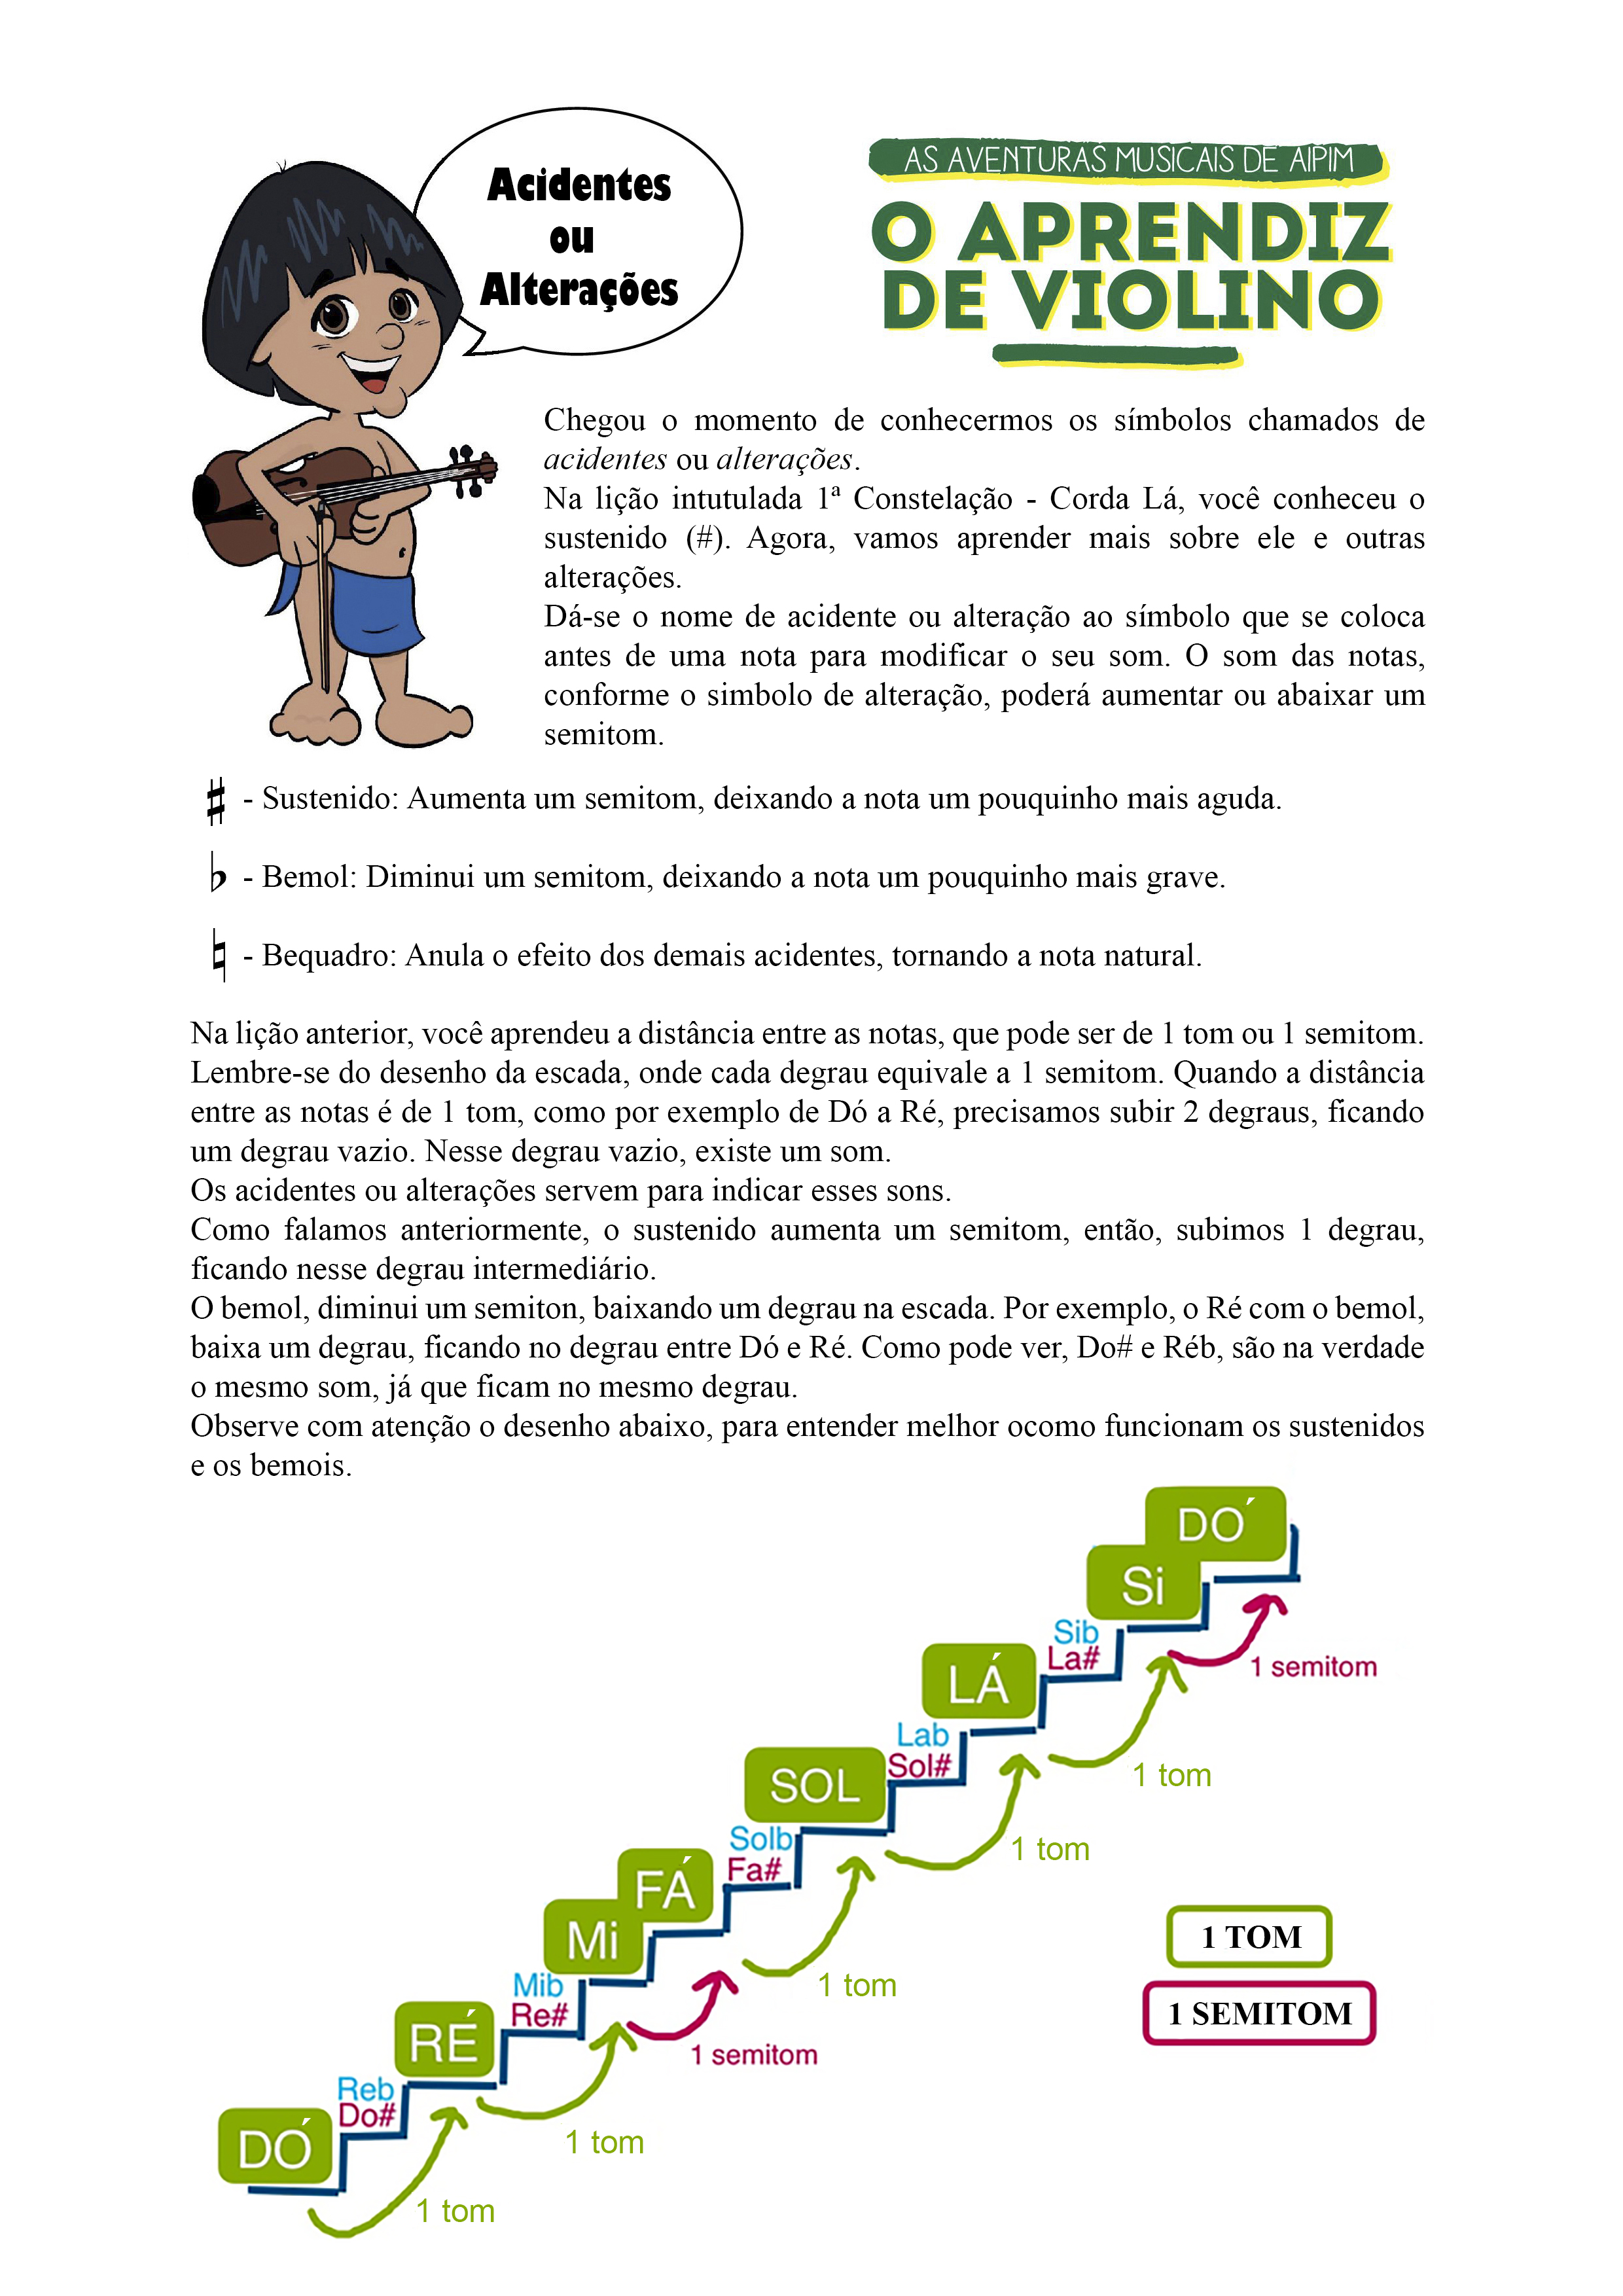 Acidentes
ou
Alterações
AS AVENTURAS MUSICAIS DE AIPIM
O APRENDIZ
DE VIOLINO
Chegou o momento de conhecermos os símbolos chamados de
acidentes ou alterações.
Na lição intutulada 1ª Constelação - Corda Lá, você conheceu o
sustenido (#). Agora, vamos aprender mais sobre ele e outras
alterações.
Dá-se o nome de acidente ou alteração ao símbolo que se coloca
antes de uma nota para modificar o seu som. O som das notas,
conforme o simbolo de alteração, poderá aumentar ou abaixar um
semitom.
♯ - Sustenido: Aumenta um semitom, deixando a nota um pouquinho mais aguda.
♭ - Bemol: Diminui um semitom, deixando a nota um pouquinho mais grave.
♮ - Bequadro: Anula o efeito dos demais acidentes, tornando a nota natural.
Na lição anterior, você aprendeu a distância entre as notas, que pode ser de 1 tom ou 1 semitom.
Lembre-se do desenho da escada, onde cada degrau equivale a 1 semitom. Quando a distância
entre as notas é de 1 tom, como por exemplo de Dó a Ré, precisamos subir 2 degraus, ficando
um degrau vazio. Nesse degrau vazio, existe um som.
Os acidentes ou alterações servem para indicar esses sons.
Como falamos anteriormente, o sustenido aumenta um semitom, então, subimos 1 degrau,
ficando nesse degrau intermediário.
O bemol, diminui um semiton, baixando um degrau na escada. Por exemplo, o Ré com o bemol,
baixa um degrau, ficando no degrau entre Dó e Ré. Como pode ver, Do# e Réb, são na verdade
o mesmo som, já que ficam no mesmo degrau.
Observe com atenção o desenho abaixo, para entender melhor ocomo funcionam os sustenidos
e os bemois.
DO´
Si
Sib
La#
1 semitom
LÁ
Lab
Sol#
1 tom
SOL
1 tom
Solb
Fa#
FÁ
1 TOM
Mi
1 tom
Mib
Re#
1 SEMITOM
RÉ
1 semitom
Reb
Do#
1 tom
DÓ
1 tom